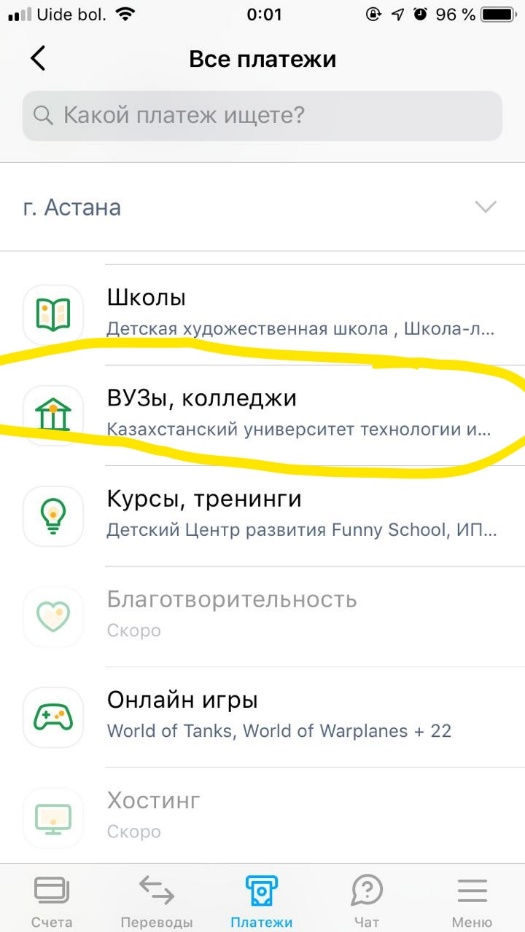 Uide bol. 0:01 96 %
Все платежи
Какой платеж ищете?
г. Астана
Школы
Детская художественная школа , Школа-л...
ВУЗы, колледжи
Казахстанский университет технологии и...
Курсы, тренинги
Детский Центр развития Funny School, ИП...
Благотворительность
Скоро
Онлайн игры
World of Tanks, World of Warplanes + 22
Хостинг
Скоро
Счета Переводы Платежи Чат Меню